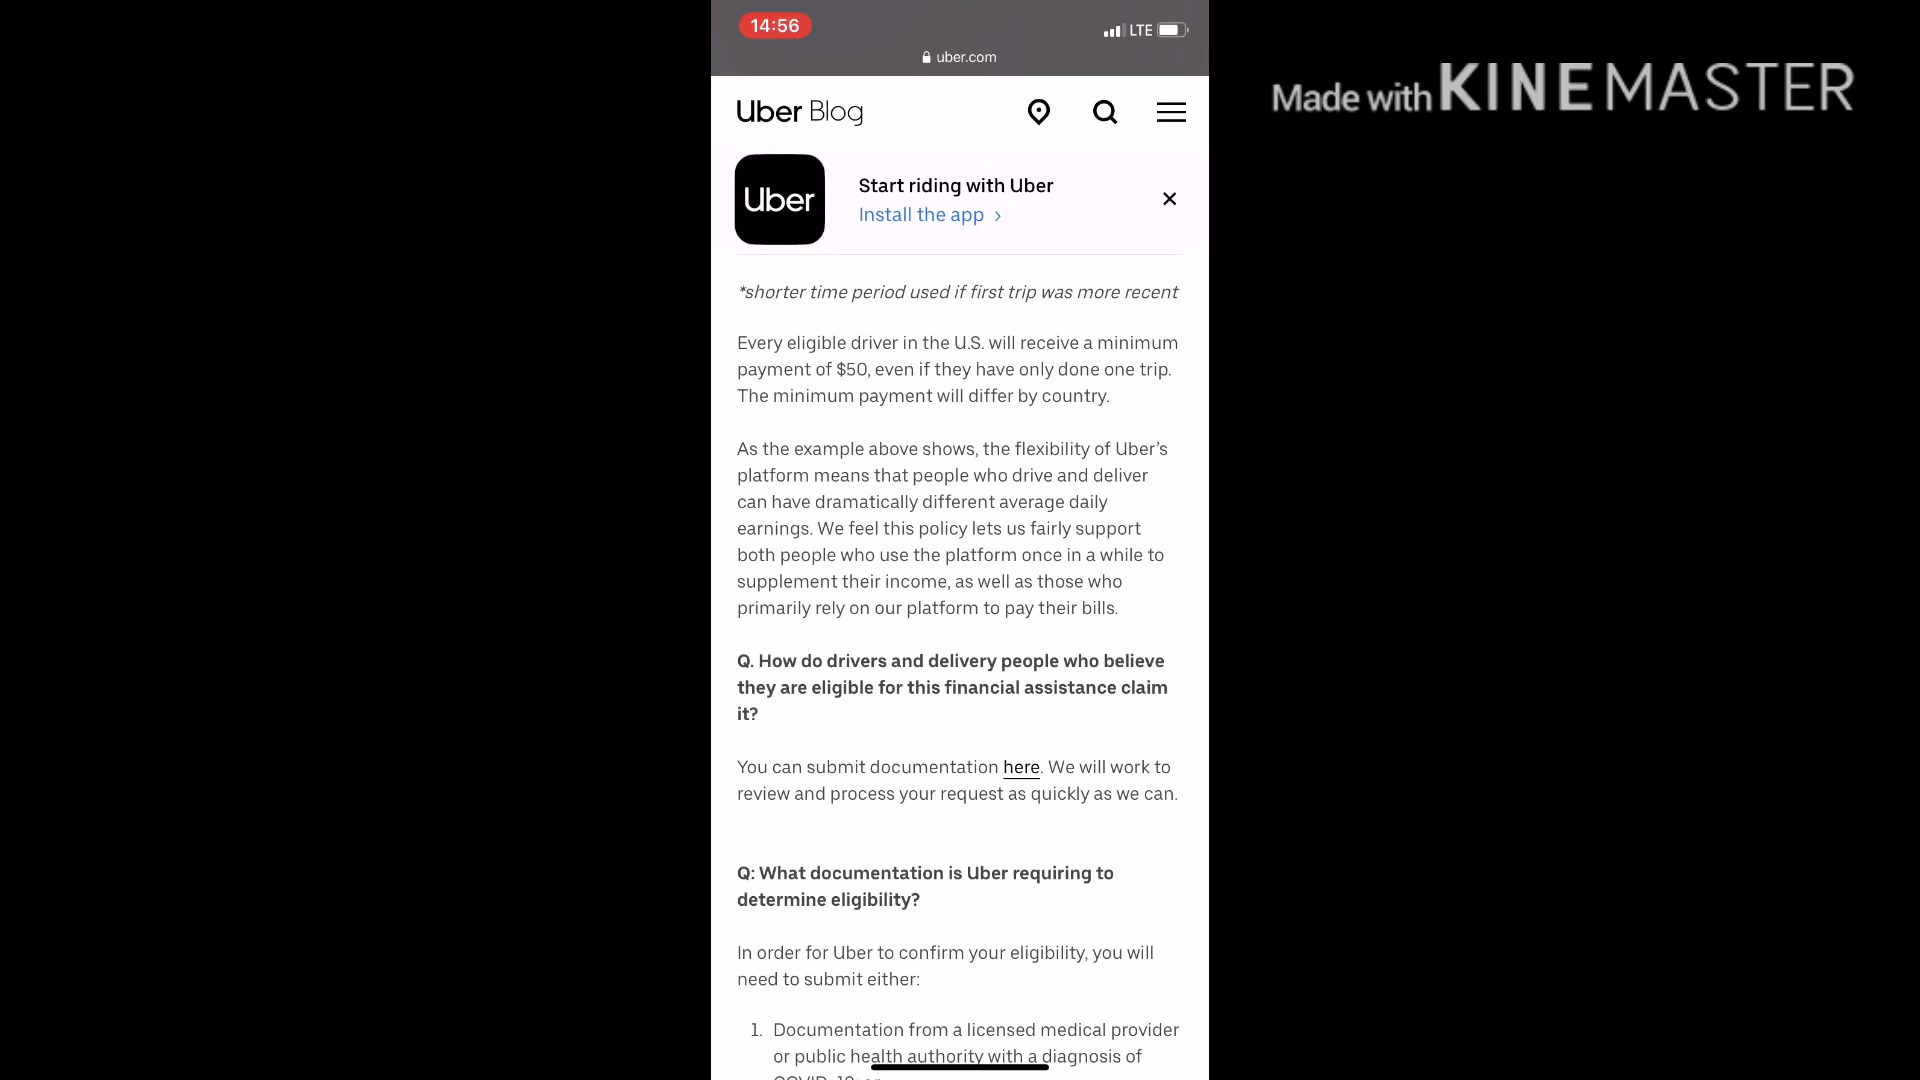 14:56
LTE
uber.com
Made with KINEMASTER
Uber Blog
Uber
Start riding with Uber
Install the app >
*shorter time period used if first trip was more recent
Every eligible driver in the U.S. will receive a minimum
payment of $50, even if they have only done one trip.
The minimum payment will differ by country.
As the example above shows, the flexibility of Uber's
platform means that people who drive and deliver
can have dramatically different average daily
earnings. We feel this policy lets us fairly support
both people who use the platform once in a while to
supplement their income, as well as those who
primarily rely on our platform to pay their bills.
Q. How do drivers and delivery people who believe
they are eligible for this financial assistance claim
it?
You can submit documentation here. We will work to
review and process your request as quickly as we can.
Q: What documentation is Uber requiring to
determine eligibility?
In order for Uber to confirm your eligibility, you will
need to submit either:
1. Documentation from a licensed medical provider
or public health authority with a diagnosis of